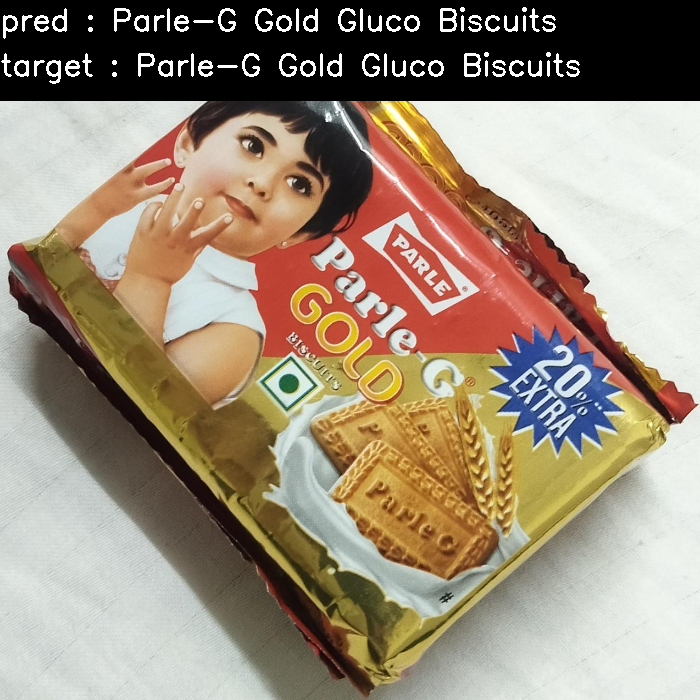 pred : Parle-G Gold Gluco Biscuits
target : Parle-G Gold Gluco Biscuits
PARLE
®
Parle-G®
GOLD
BISCUITS
20%
EXTRA
Parle G
#